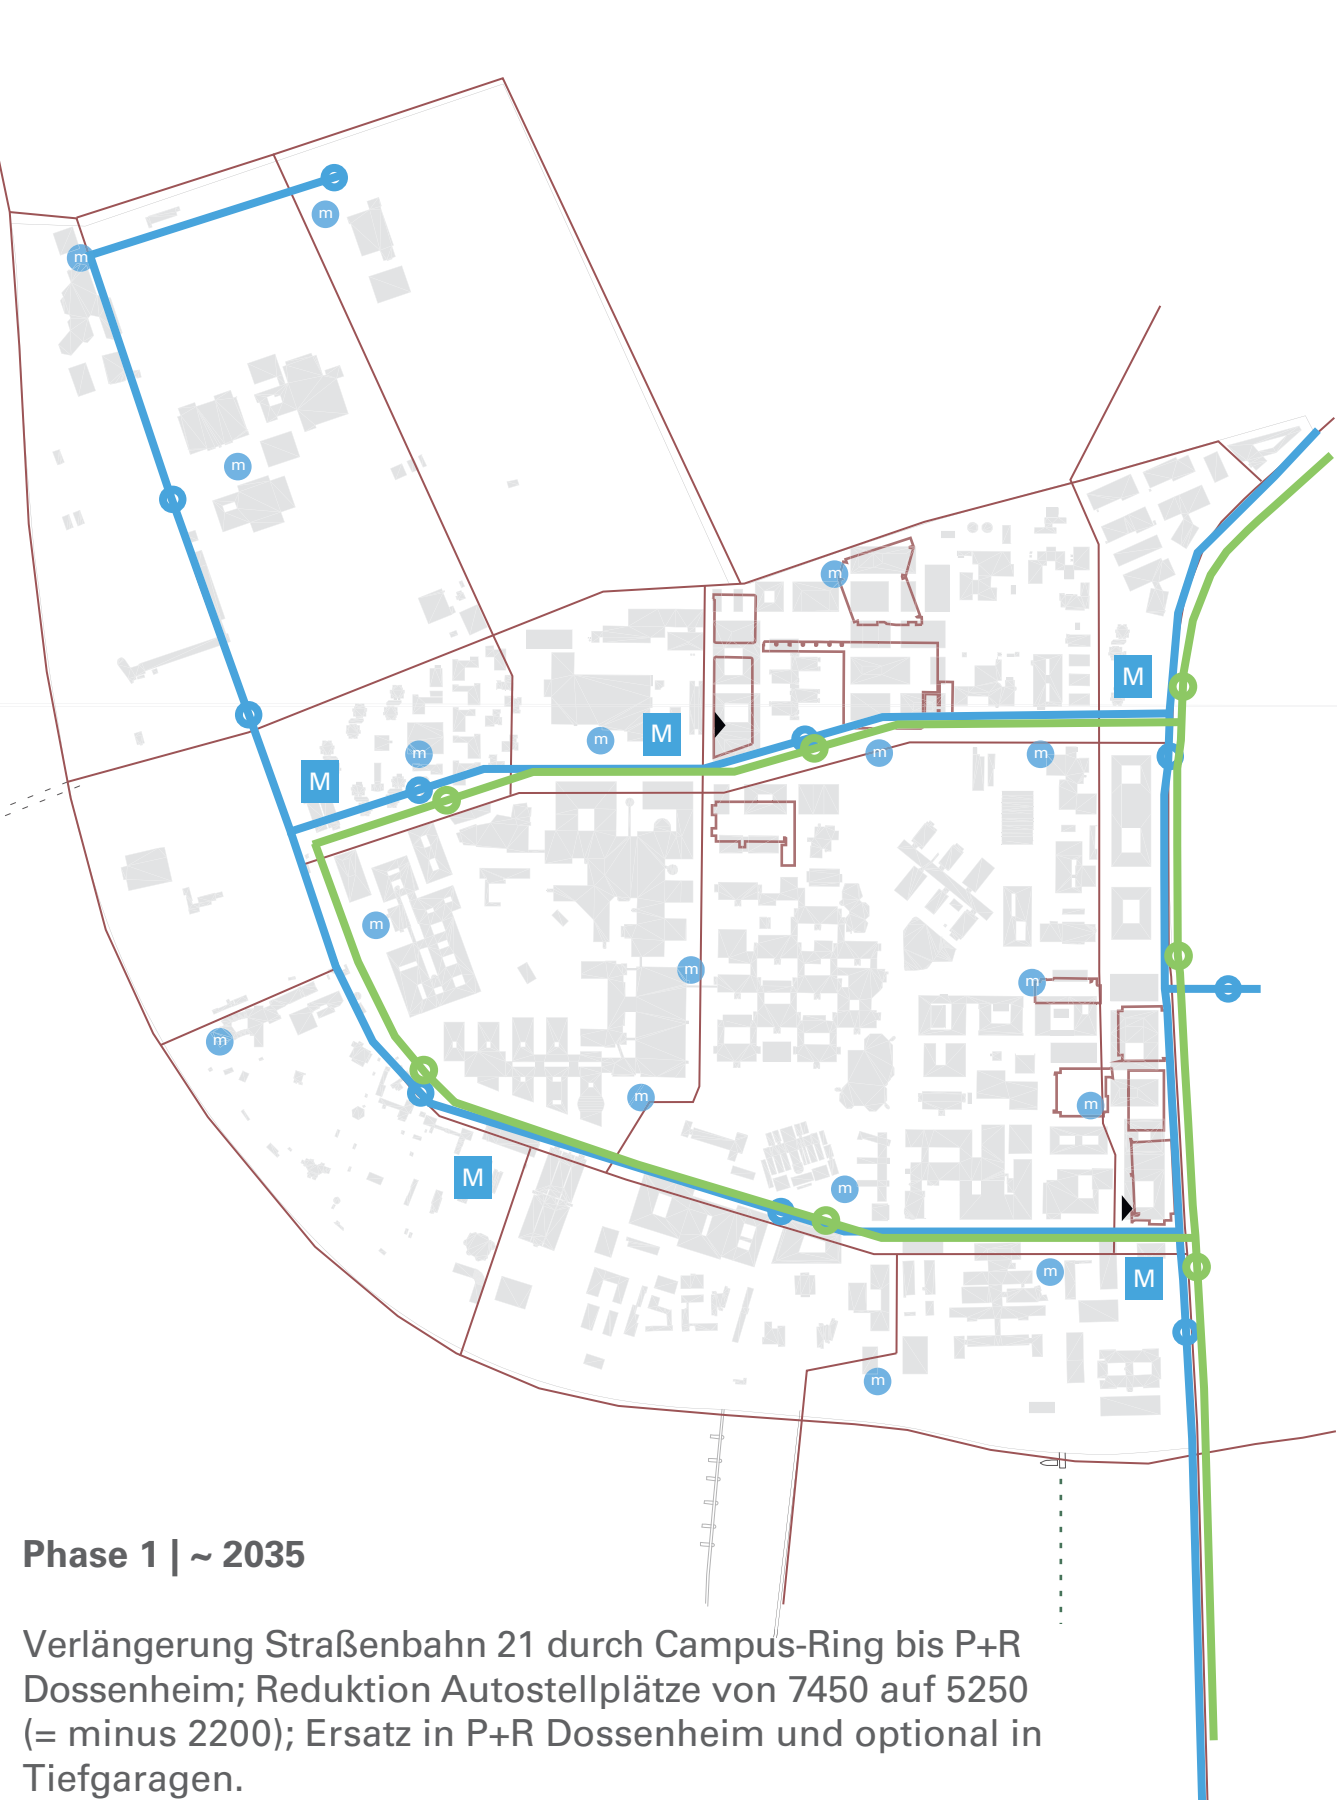 m
m
m
m
M
M
m
m
m
M
m
m
m
m
m
m
m
m
M
m
m
M
m
Phase 1 | ~ 2035
Verlängerung Straßenbahn 21 durch Campus-Ring bis P+R
Dossenheim; Reduktion Autostellplätze von 7450 auf 5250
(= minus 2200); Ersatz in P+R Dossenheim und optional in
Tiefgaragen.